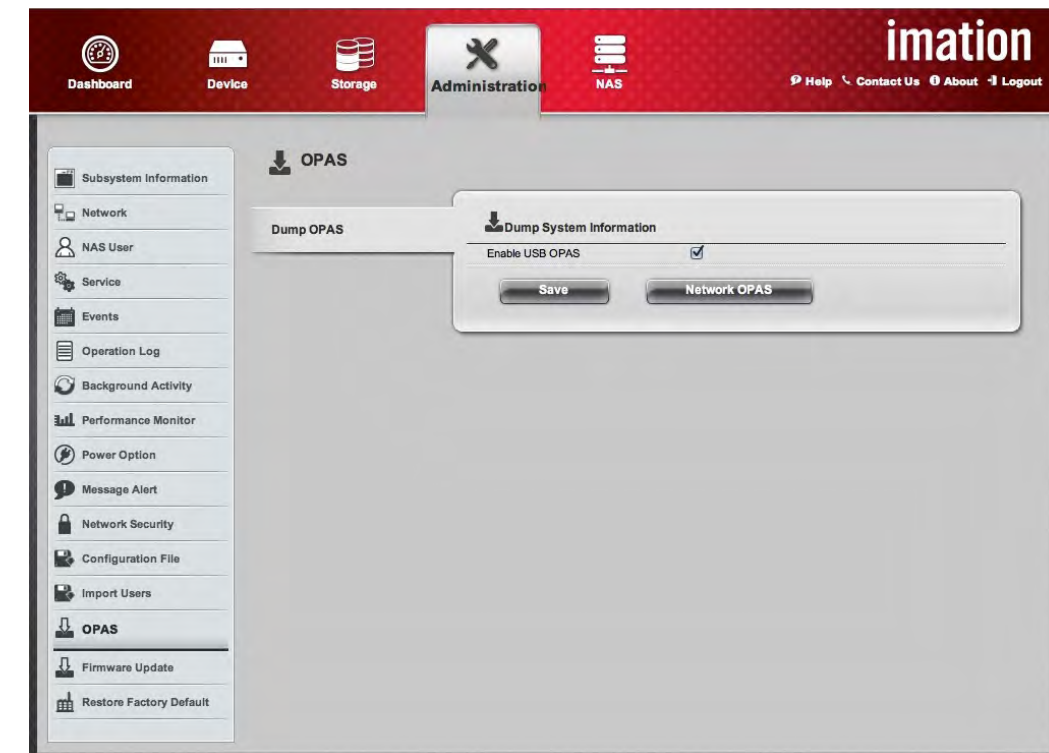 imation
Dashboard
Device
Storage
Administration
NAS
Help Contact Us About Logout
OPAS
Subsystem Information
Network
NAS User
Service
Events
Operation Log
Background Activity
Performance Monitor
Power Option
Message Alert
Network Security
Configuration File
Import Users
OPAS
Firmware Update
Restore Factory Default
Dump OPAS
Dump System Information
Enable USB OPAS
Save
Network OPAS